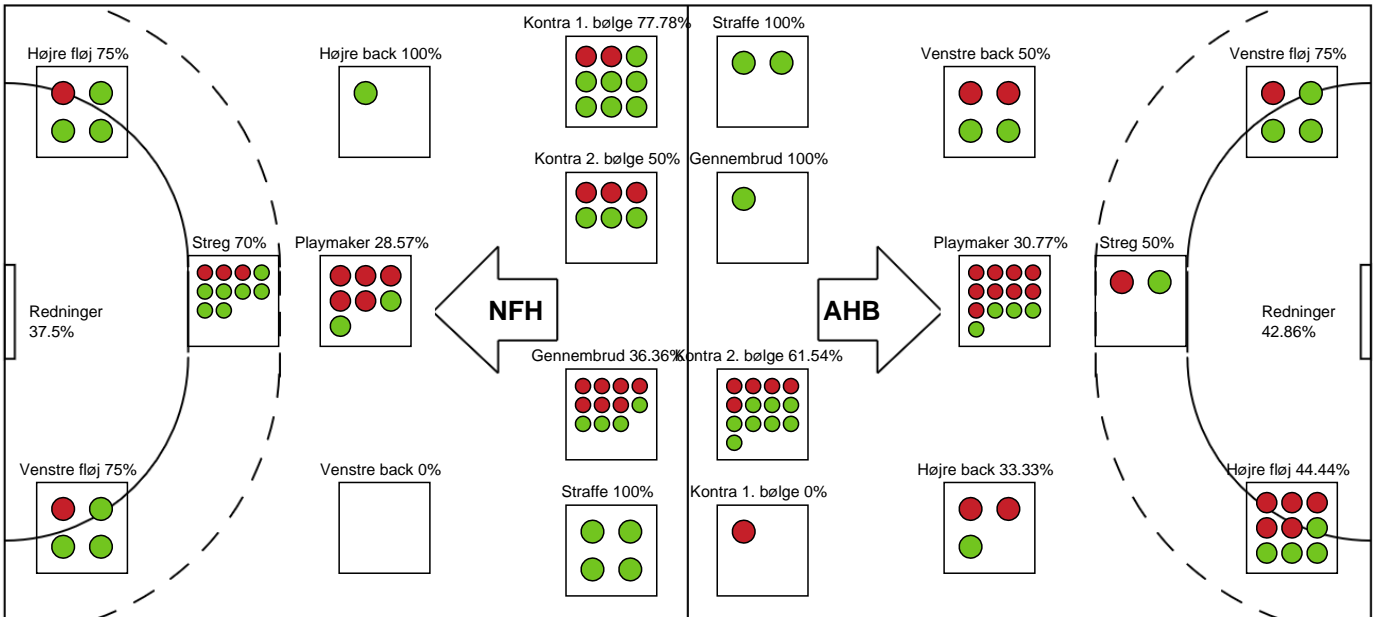 Kontra 1. bølge 77.78%
Straffe 100%
Højre fløj 75%
Højre back 100%
Venstre back 50%
Venstre fløj 75%
Kontra 2. bølge 50%
Gennembrud 100%
Streg 70%
Playmaker 28.57%
Playmaker 30.77%
Streg 50%
Redninger
37.5%
NFH
AHB
Redninger
42.86%
Gennembrud 36.36%
Kontra 2. bølge 61.54%
Venstre fløj 75%
Venstre back 0%
Højre back 33.33%
Højre fløj 44.44%
Straffe 100%
Kontra 1. bølge 0%